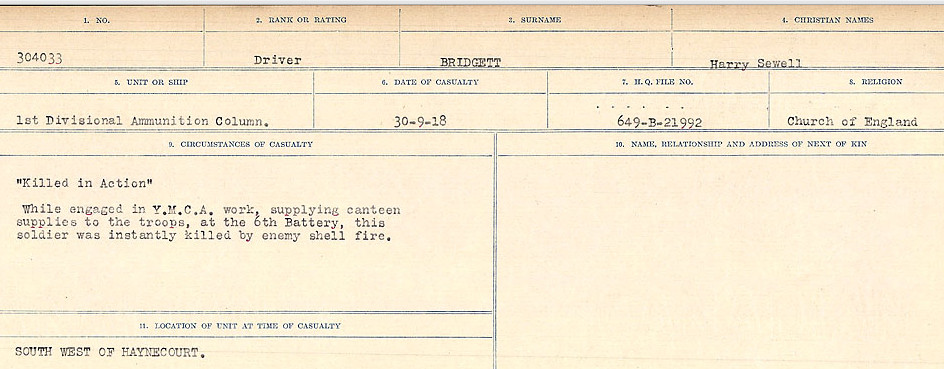 1. NO. 2. RANK OR RATING 3. SURNAME 4. CHRISTIAN NAMES
304033 Driver BRIDGETT Harry Sewell
5. UNIT OR SHIP 6. DATE OF CASUALTY 7. H.Q. FILE NO. 8. RELIGION
1st Divisional Ammunition Column. 30-9-18 649-B-21992 Church of England
9. CIRCUMSTANCES OF CASUALTY 10. NAME, RELATIONSHIP AND ADDRESS OF NEXT OF KIN
"Killed in Action"
While engaged in Y.M.C.A. work, supplying canteen
supplies to the troops, at the 6th Battery, this
soldier was instantly killed by enemy shell fire.
11. LOCATION OF UNIT AT TIME OF CASUALTY
SOUTH WEST OF HAYNECOURT.